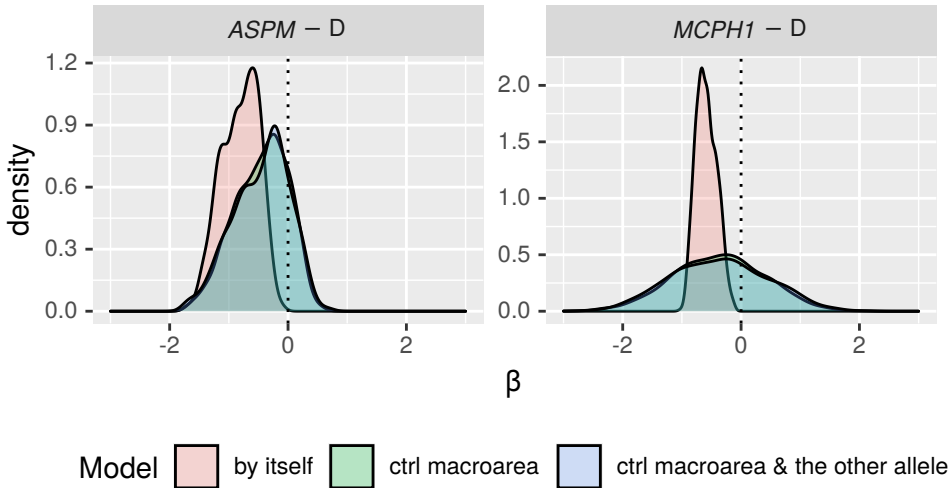 ASPM − D
MCPH1 − D
density
1.2
0.9
0.6
0.3
0.0
2.0
1.5
1.0
0.5
0.0
-2 0 2
-2 0 2
β
Model by itself ctrl macroarea ctrl macroarea & the other allele